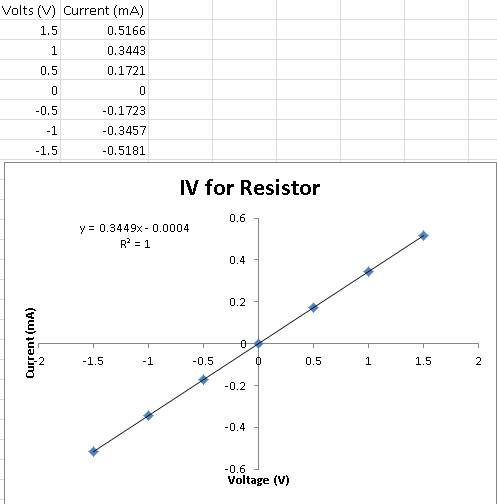 Volts (V) Current (mA)
1.5 0.5166
1 0.3443
0.5 0.1721
0 0
-0.5 -0.1723
-1 -0.3457
-1.5 -0.5181
IV for Resistor
y = 0.3449x - 0.0004
R² = 1
0.6
0.4
0.2
0
-0.2
-0.4
-0.6
-2 -1.5 -1 -0.5 0 0.5 1 1.5 2
Current (mA)
Voltage (V)